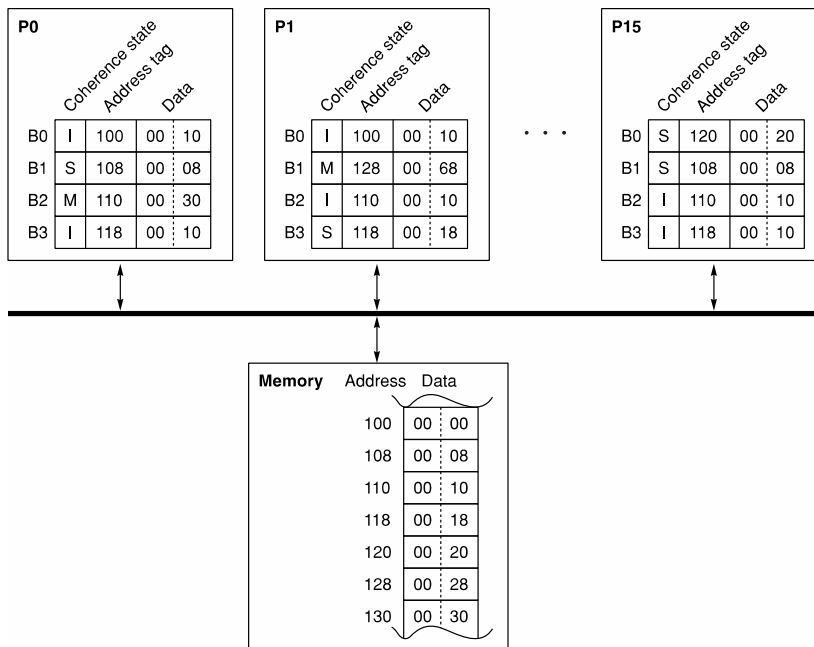 P0
Coherence state
Address tag
Data
B0 I 100 00 10
B1 S 108 00 08
B2 M 110 00 30
B3 I 118 00 10
P1
Coherence state
Address tag
Data
B0 I 100 00 10
B1 M 128 00 68
B2 I 110 00 10
B3 S 118 00 18
. . .
P15
Coherence state
Address tag
Data
B0 S 120 00 20
B1 S 108 00 08
B2 I 110 00 10
B3 I 118 00 10
Memory Address Data
100 00 00
108 00 08
110 00 10
118 00 18
120 00 20
128 00 28
130 00 30